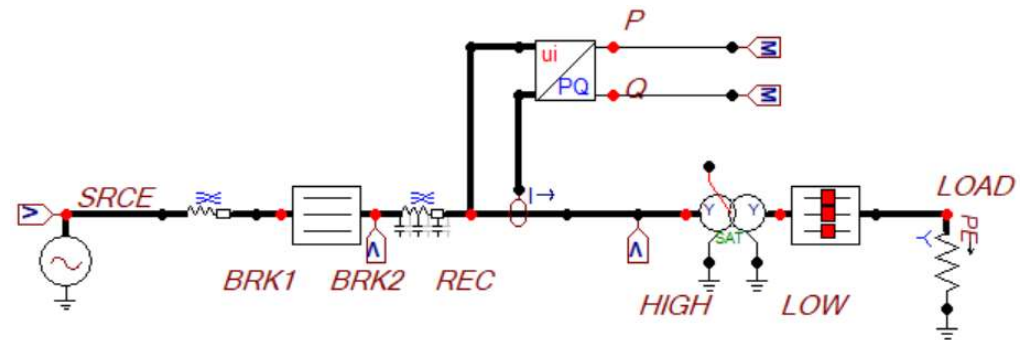 P
ui
M
PQ
Q
M
SRCE
I
LOAD
V
Y
Y
SAT
Y
PE
V
V
BRK1
BRK2
REC
HIGH
LOW